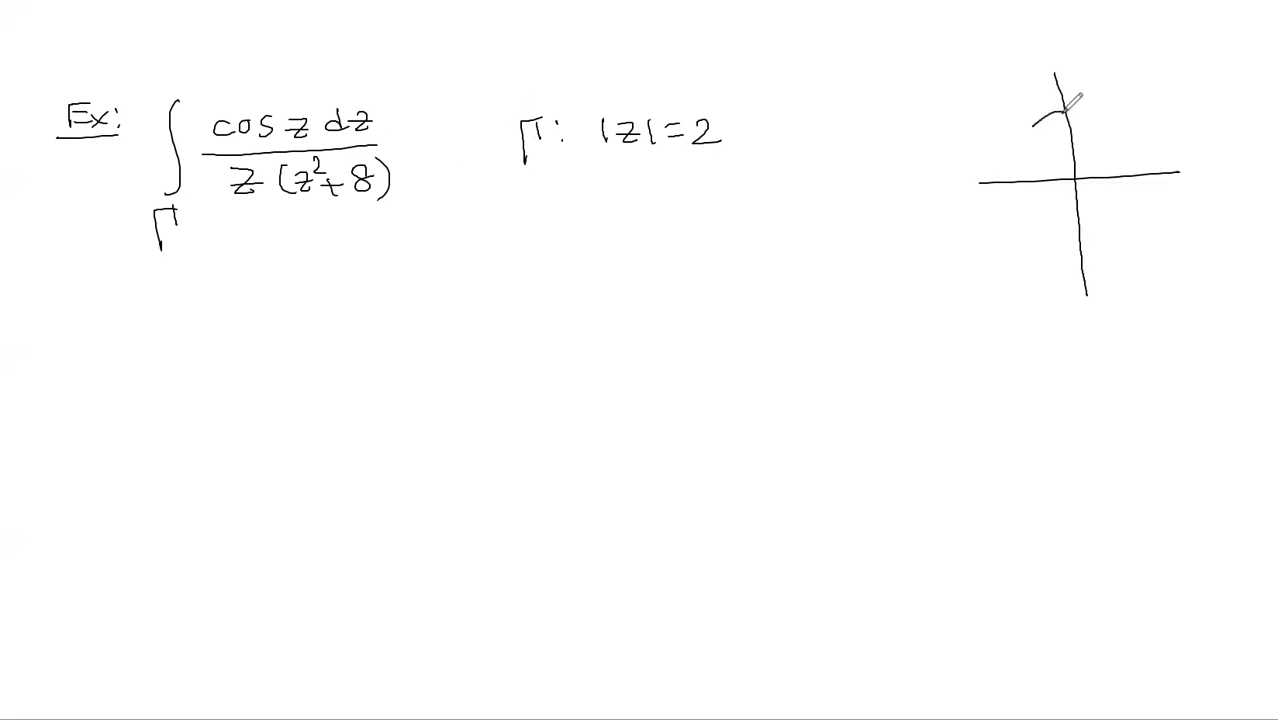 Ex: ∫_Γ cos z dz / z (z² + 8)    Γ: |z| = 2